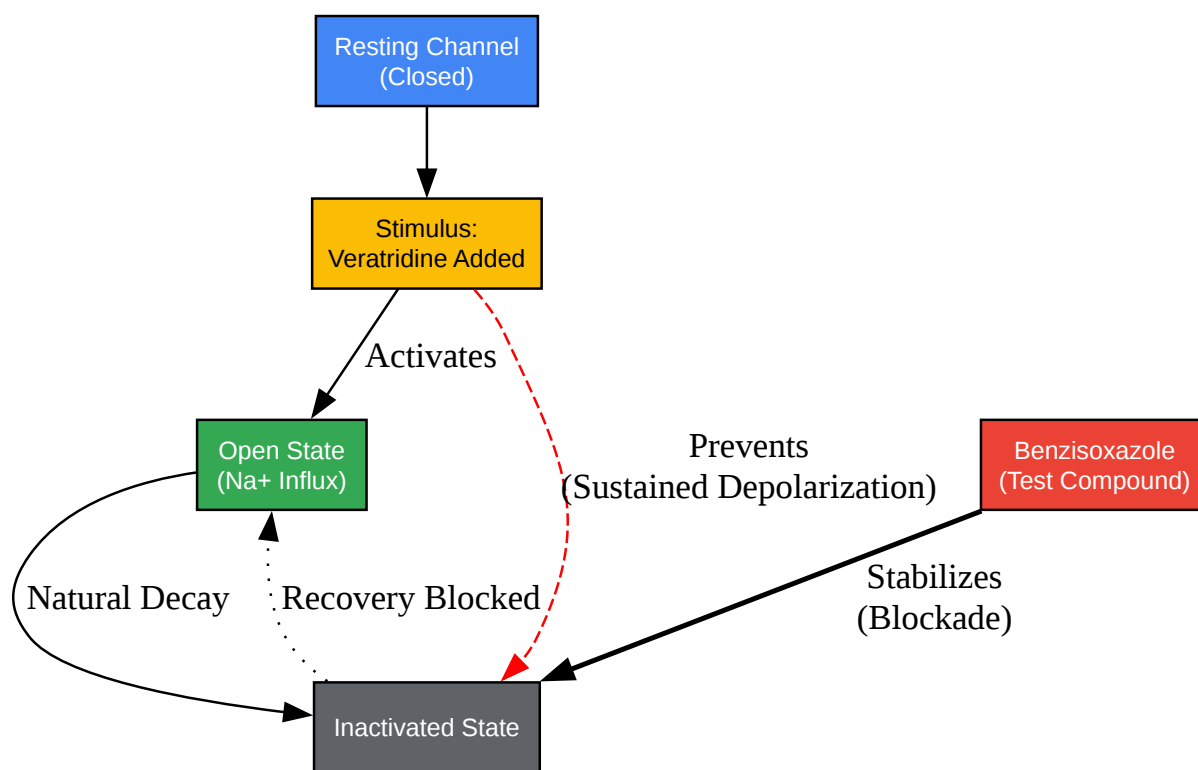 Resting Channel
(Closed)
Stimulus:
Veratridine Added
Activates
Open State
(Na+ Influx)
Prevents
(Sustained Depolarization)
Benzisoxazole
(Test Compound)
Natural Decay
Recovery Blocked
Stabilizes
(Blockade)
Inactivated State